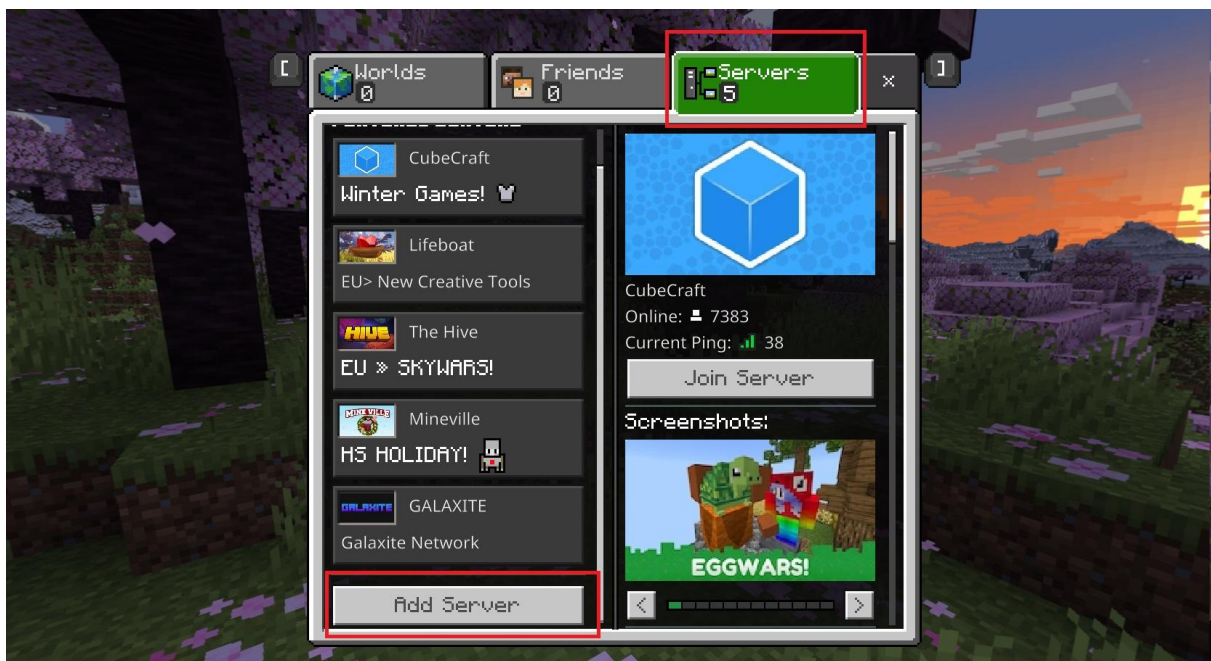 [
Worlds
0
Friends
0
Servers
5
×
]
CubeCraft
Winter Games!
Lifeboat
EU> New Creative Tools
HIVE
The Hive
EU » SKYWARS!
MINEVILLE
Mineville
HS HOLIDAY!
GALAXITE
GALAXITE
Galaxite Network
Add Server
CubeCraft
Online: 7383
Current Ping: 38
Join Server
Screenshots:
EGGWARS!
< >